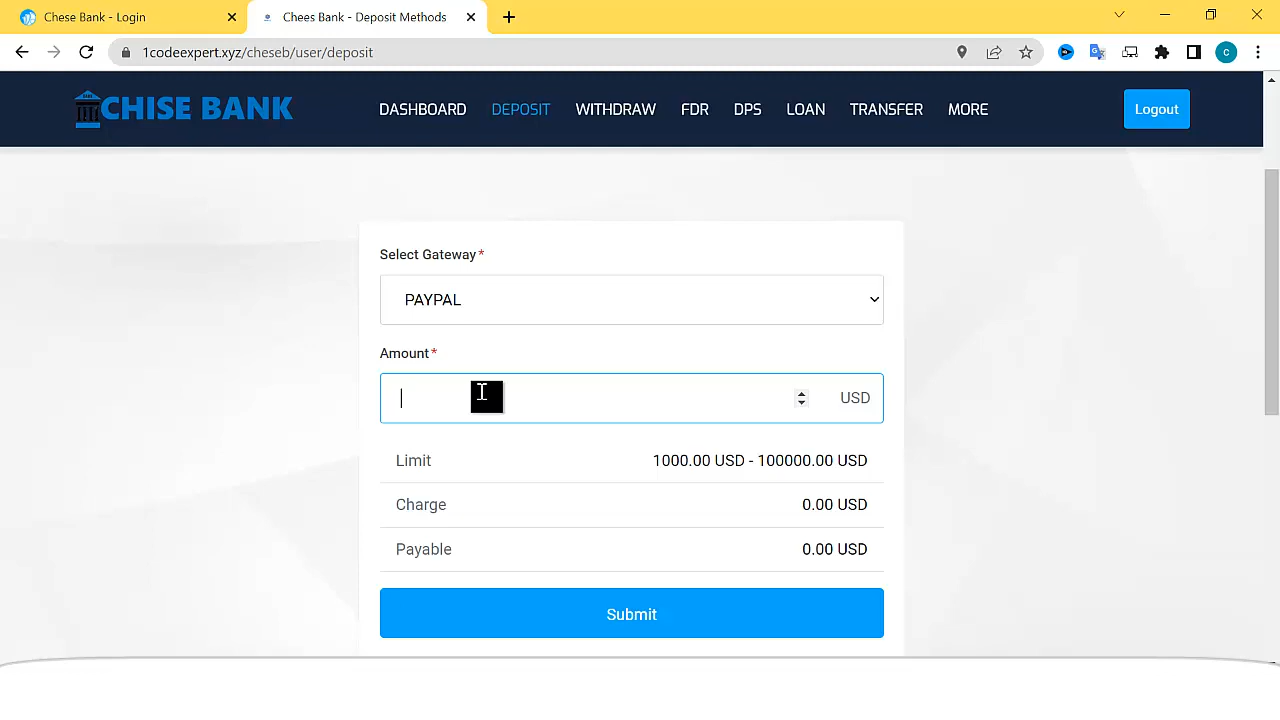 Chese Bank - Login
Chees Bank - Deposit Methods
1codeexpert.xyz/cheseb/user/deposit
c
CHISE BANK
DASHBOARD DEPOSIT WITHDRAW FDR DPS LOAN TRANSFER MORE
Logout
Select Gateway*
PAYPAL
Amount*
USD
Limit 1000.00 USD - 100000.00 USD
Charge 0.00 USD
Payable 0.00 USD
Submit